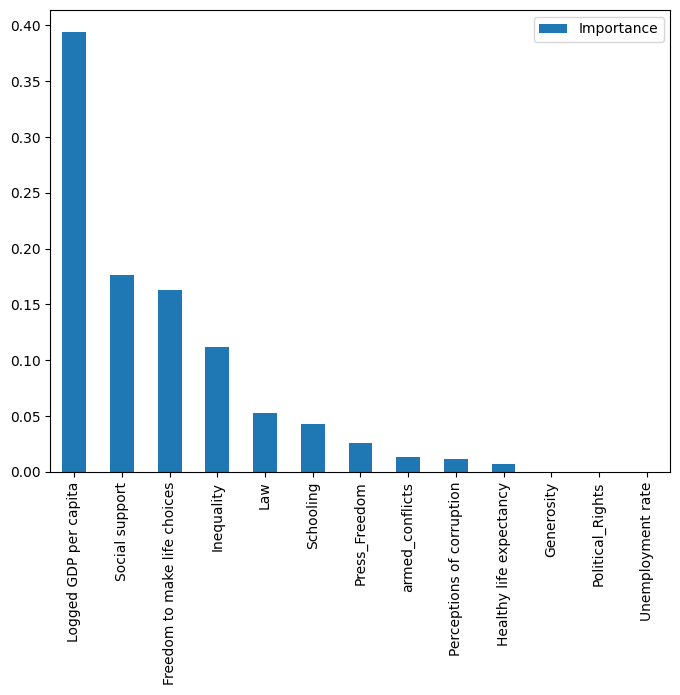 Importance
0.40
0.35
0.30
0.25
0.20
0.15
0.10
0.05
0.00
Logged GDP per capita
Social support
Freedom to make life choices
Inequality
Law
Schooling
Press_Freedom
armed_conflicts
Perceptions of corruption
Healthy life expectancy
Generosity
Political_Rights
Unemployment rate